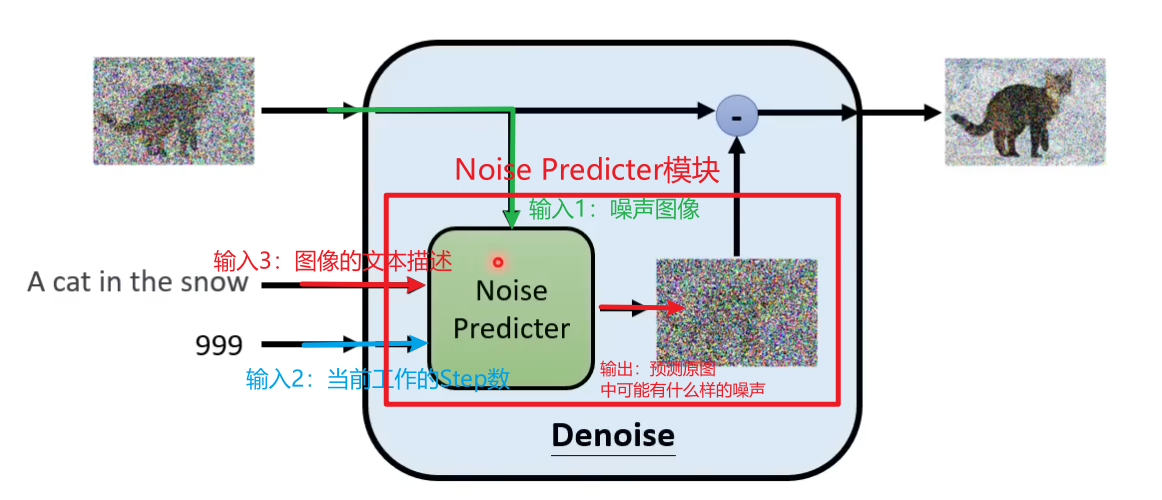 Noise Predicter模块
输入1：噪声图像
输入3：图像的文本描述
A cat in the snow
Noise
Predicter
999
输入2：当前工作的Step数
输出：预测原图
中可能有什么样的噪声
-
Denoise